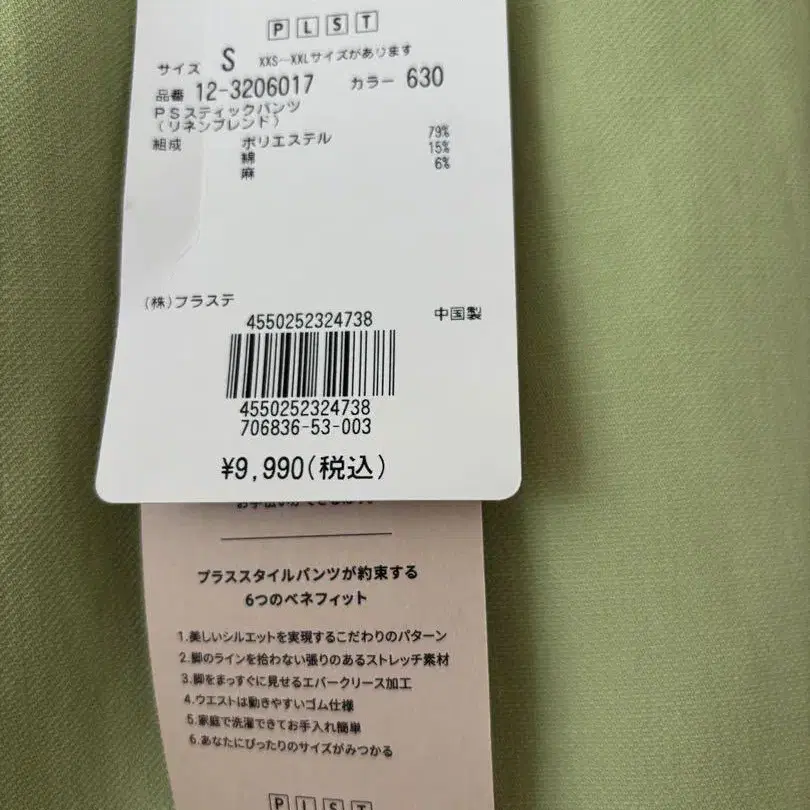 PLST
サイズ S XXS～XXLサイズがあります
品番 12-3206017 カラー 630
PSスティックパンツ
(リネンブレンド)
組成 ポリエステル 79%
綿 15%
麻 6%
(株)プラステ
中国製
4550252324738
4550252324738
706836-53-003
¥9,990(税込)
プラススタイルパンツが約束する
6つのベネフィット
1.美しいシルエットを実現するこだわりのパターン
2.脚のラインを拾わない張りのあるストレッチ素材
3.脚をまっすぐに見せるエバークリース加工
4.ウエストは動きやすいゴム仕様
5.家庭で洗濯できてお手入れ簡単
6.あなたにぴったりのサイズがみつかる
PLST